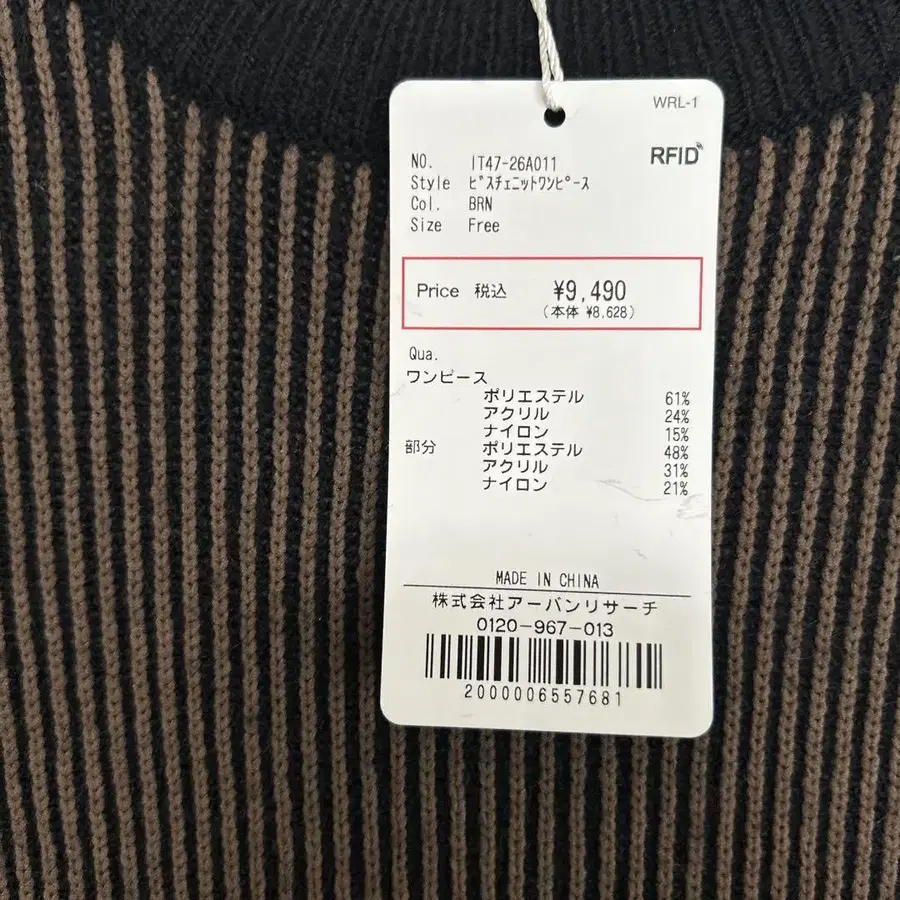 WRL-1
RFID
NO. IT47-26A011
Style ﾋﾞｽﾁｪﾆｯﾄﾜﾝﾋﾟｰｽ
Col. BRN
Size Free
Price 税込 ¥9,490
(本体 ¥8,628)
Qua.
ワンピース
ポリエステル 61%
アクリル 24%
ナイロン 15%
部分 ポリエステル 48%
アクリル 31%
ナイロン 21%
MADE IN CHINA
株式会社アーバンリサーチ
0120-967-013
2000006557681